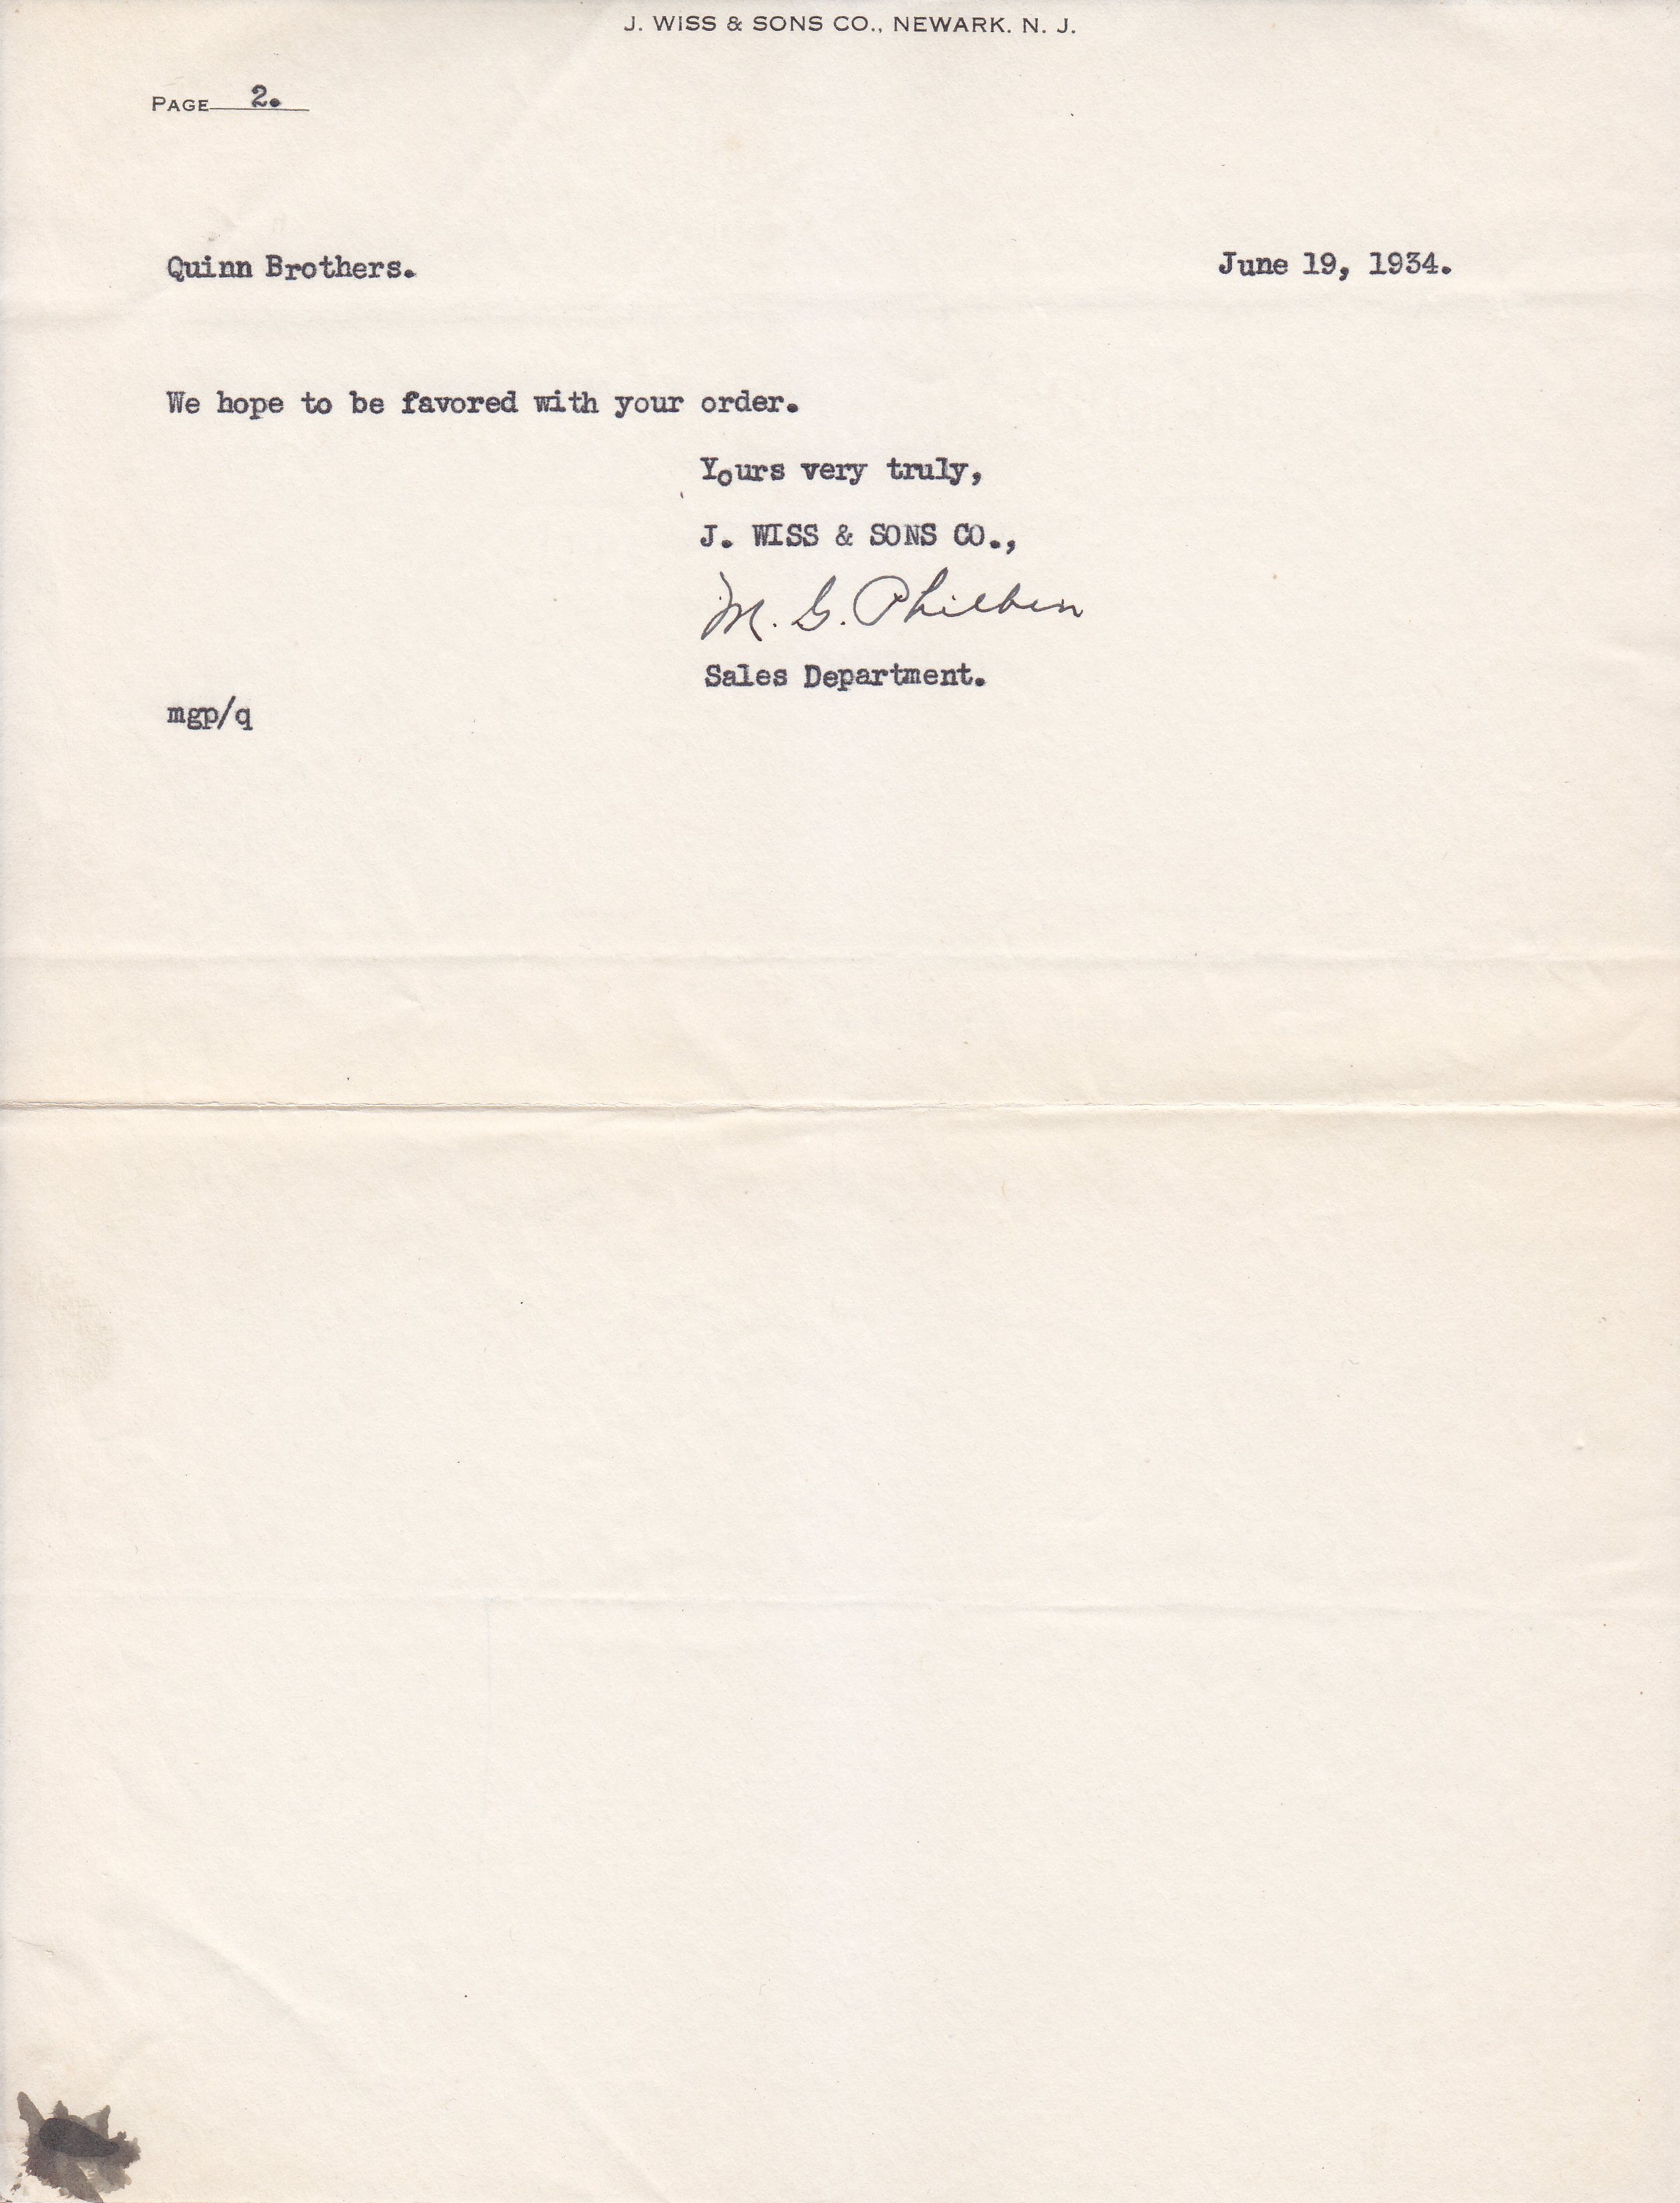 J. WISS & SONS CO., NEWARK. N. J.
PAGE 2.
Quinn Brothers. June 19, 1934.
We hope to be favored with your order.
Yours very truly,
J. WISS & SONS CO.,
M. G. Philbin
Sales Department.
mgp/q